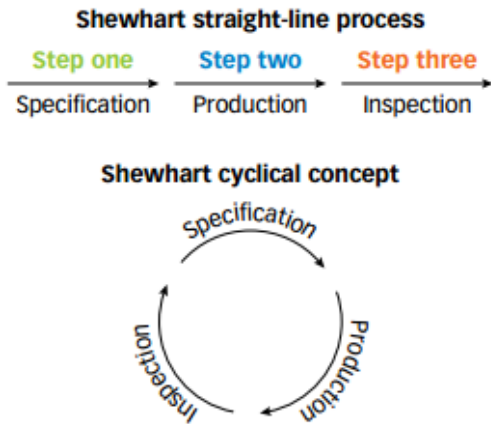 Shewhart straight-line process
Step one Step two Step three
Specification Production Inspection
Shewhart cyclical concept
Specification
Production
Inspection